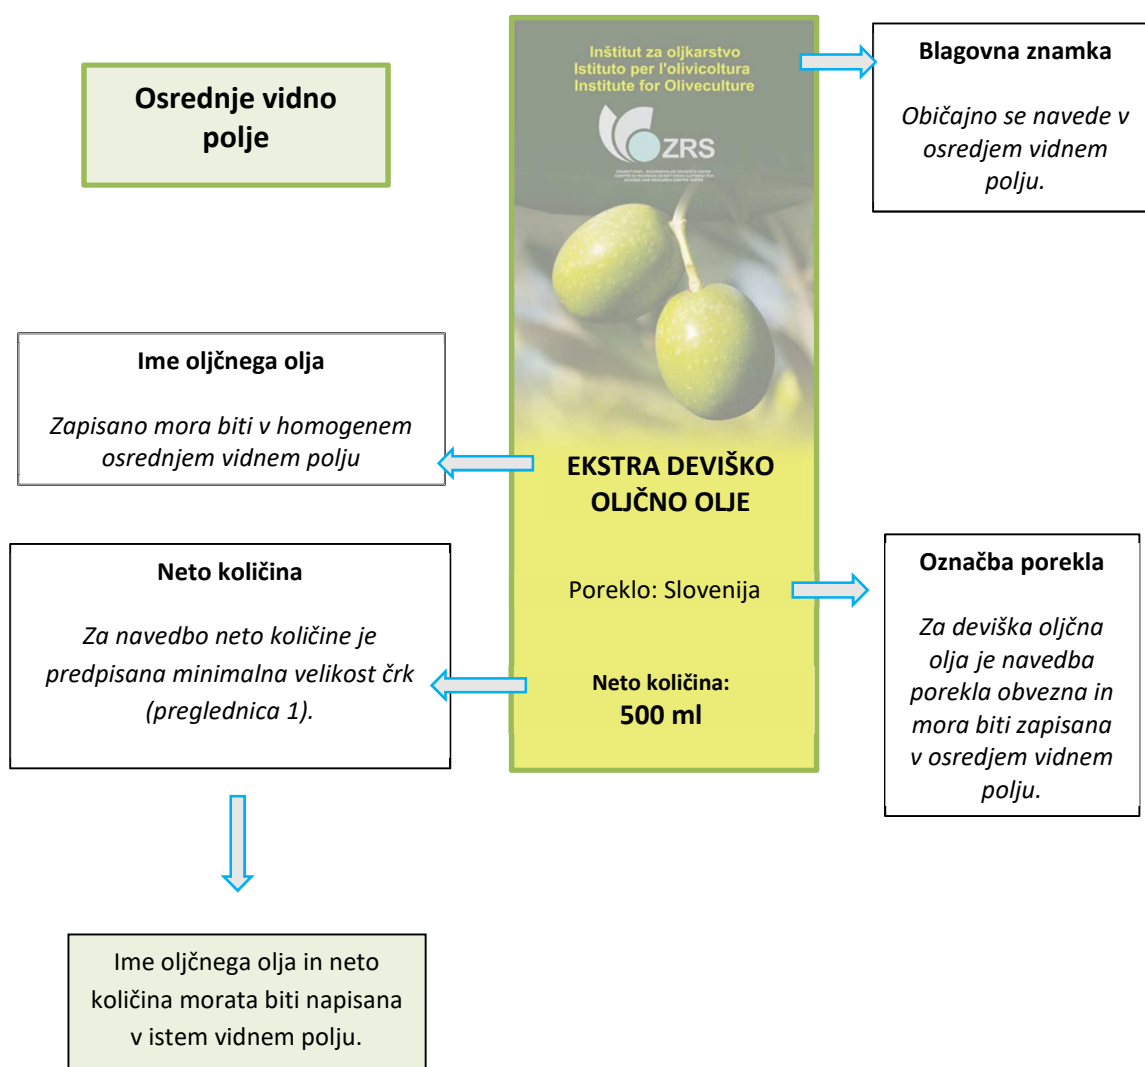 Osrednje vidno
polje
Inštitut za oljkarstvo
Istituto per l'olivicoltura
Institute for Oliveculture
ZRS
Blagovna znamka
Običajno se navede v
osredjem vidnem
polju.
Ime oljčnega olja
Zapisano mora biti v homogenem
osrednjem vidnem polju
EKSTRA DEVIŠKO
OLJČNO OLJE
Neto količina
Za navedbo neto količine je
predpisana minimalna velikost črk
(preglednica 1).
Poreklo: Slovenija
Neto količina:
500 ml
Označba porekla
Za deviška oljčna
olja je navedba
porekla obvezna in
mora biti zapisana
v osredjem vidnem
polju.
Ime oljčnega olja in neto
količina morata biti napisana
v istem vidnem polju.